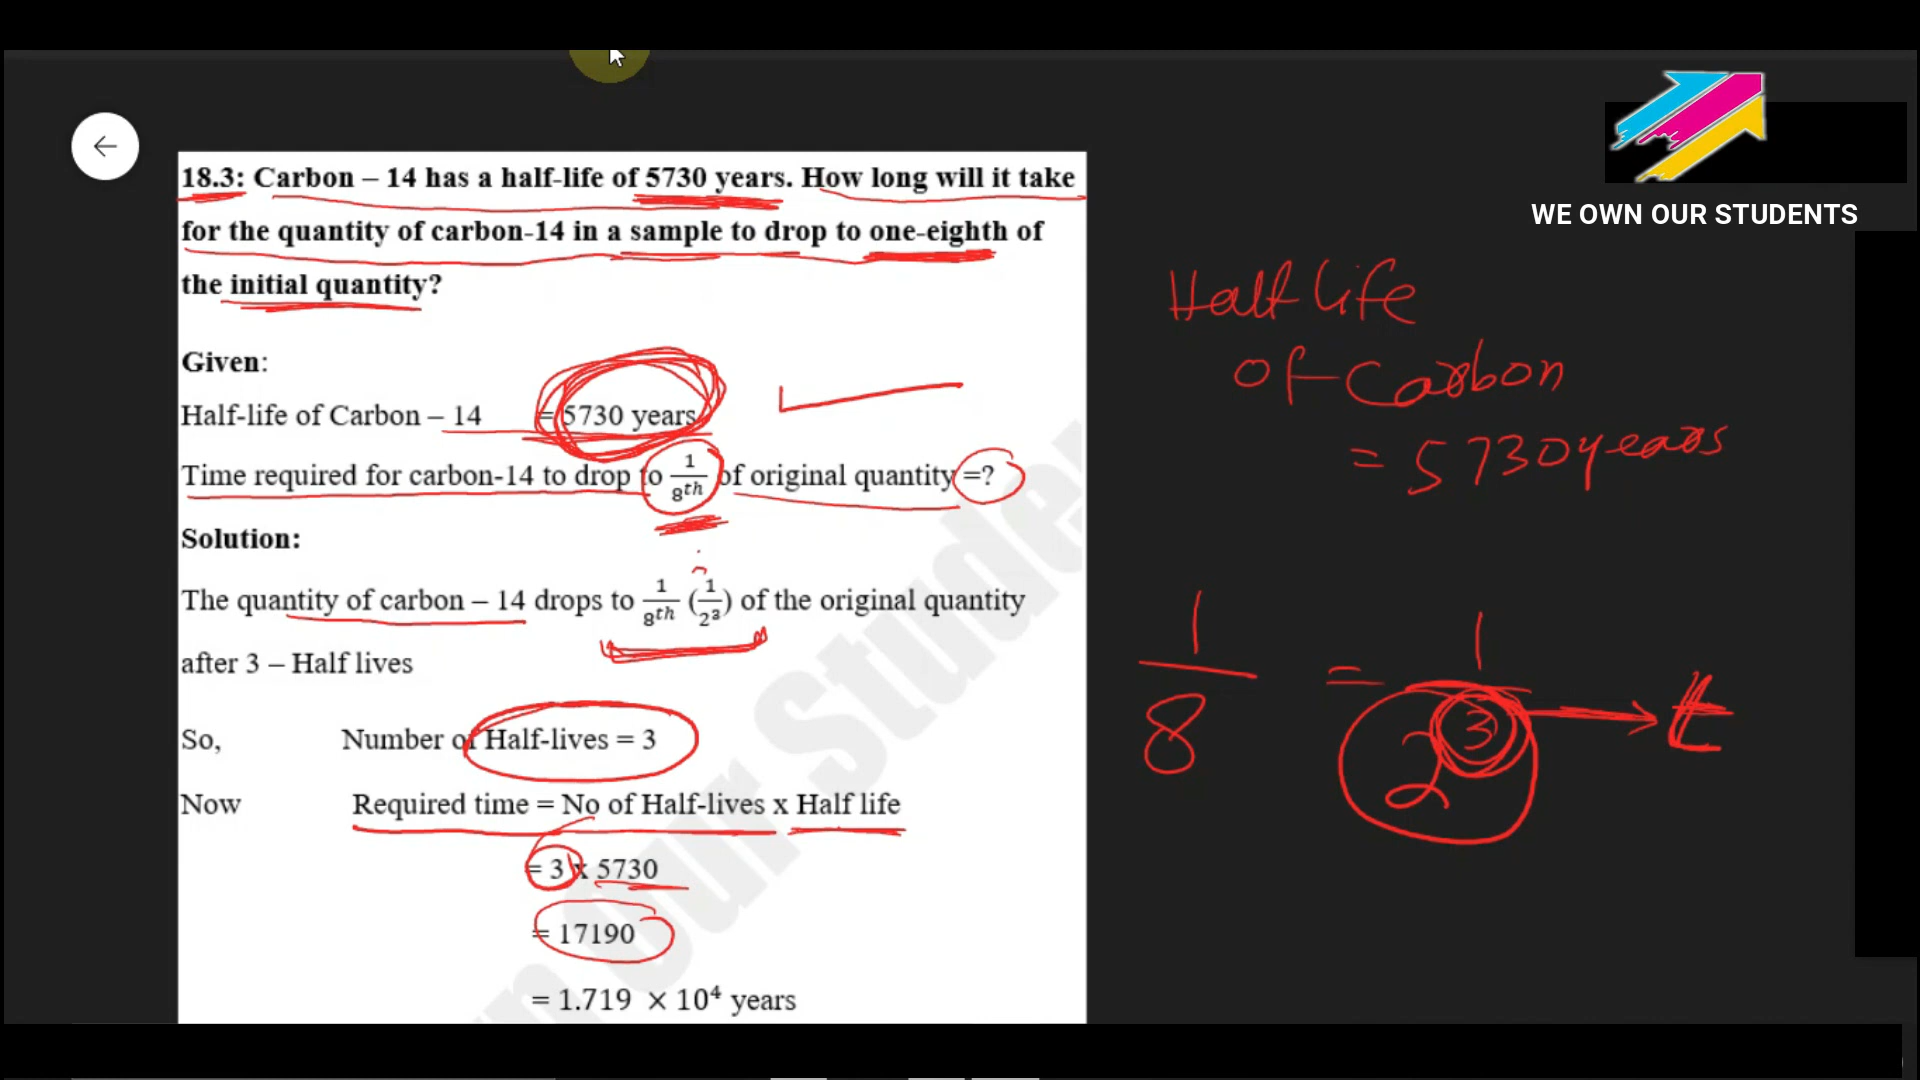 WE OWN OUR STUDENTS
18.3: Carbon – 14 has a half-life of 5730 years. How long will it take
for the quantity of carbon-14 in a sample to drop to one-eighth of
the initial quantity?
Given:
Half-life of Carbon – 14 = 5730 years
Time required for carbon-14 to drop to 1/8th of original quantity =?
Solution:
The quantity of carbon – 14 drops to 1/8th (1/2³) of the original quantity
after 3 – Half lives
So, Number of Half-lives = 3
Now Required time = No of Half-lives x Half life
= 3 x 5730
= 17190
= 1.719 × 10⁴ years
Half life
of Carbon
= 5730 years
1/8 = 1/2³ → t